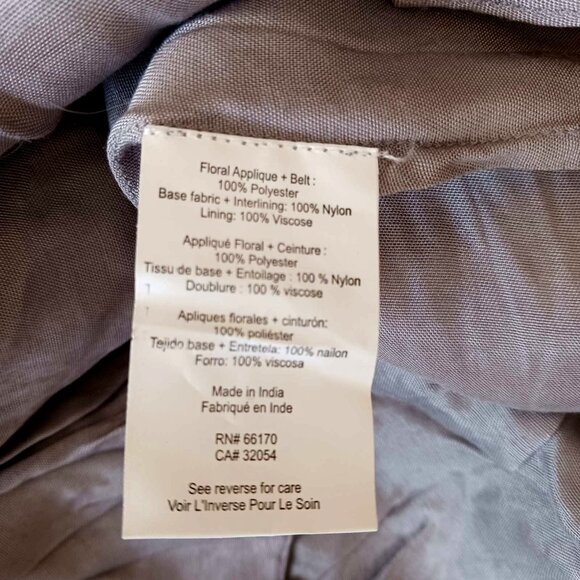 Floral Applique + Belt :
100% Polyester
Base fabric + Interlining: 100% Nylon
Lining: 100% Viscose
Appliqué Floral + Ceinture :
100% Polyester
Tissu de base + Entoilage : 100 % Nylon
Doublure : 100 % viscose
Apliques florales + cinturón:
100% poliéster
Tejido base + Entretela: 100% nailon
Forro: 100% viscosa
Made in India
Fabriqué en Inde
RN# 66170
CA# 32054
See reverse for care
Voir L'Inverse Pour Le Soin